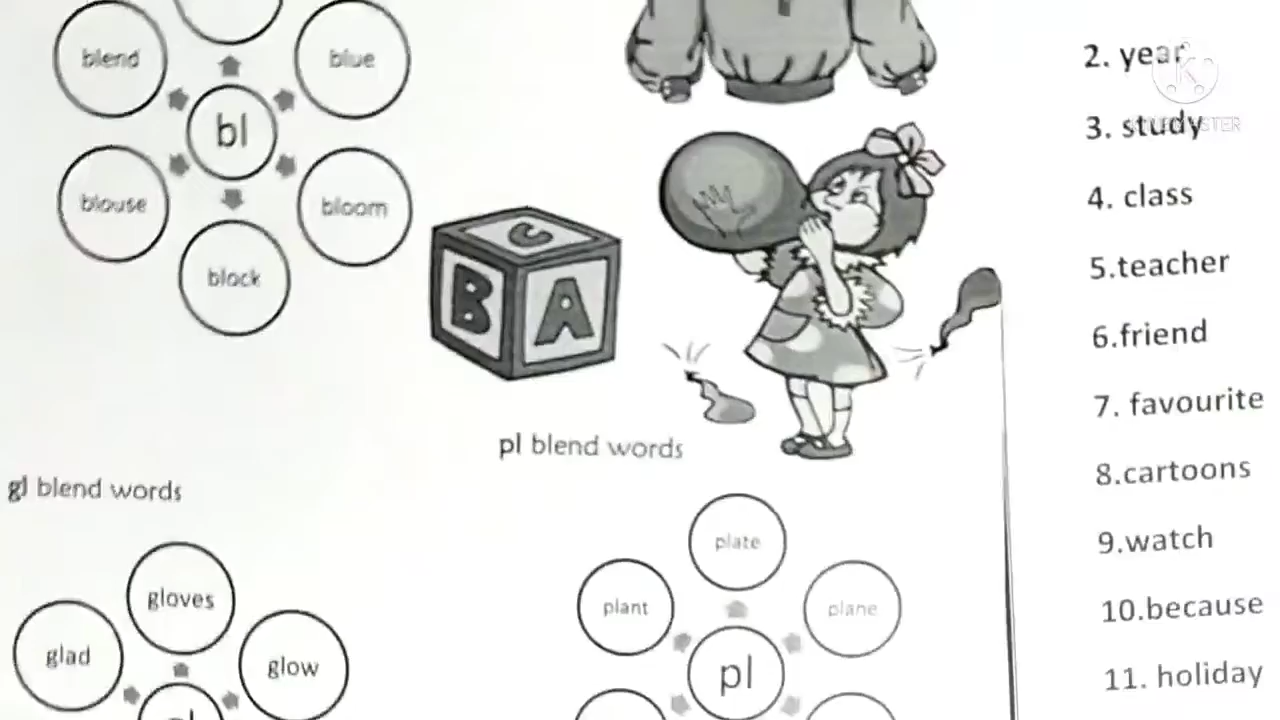 blend
blue
bl
blouse
bloom
block
C
B
A
pl blend words
gl blend words
gloves
glad
glow
plate
plant
plane
pl
2. year
3. study
4. class
5.teacher
6.friend
7. favourite
8.cartoons
9.watch
10.because
11. holiday